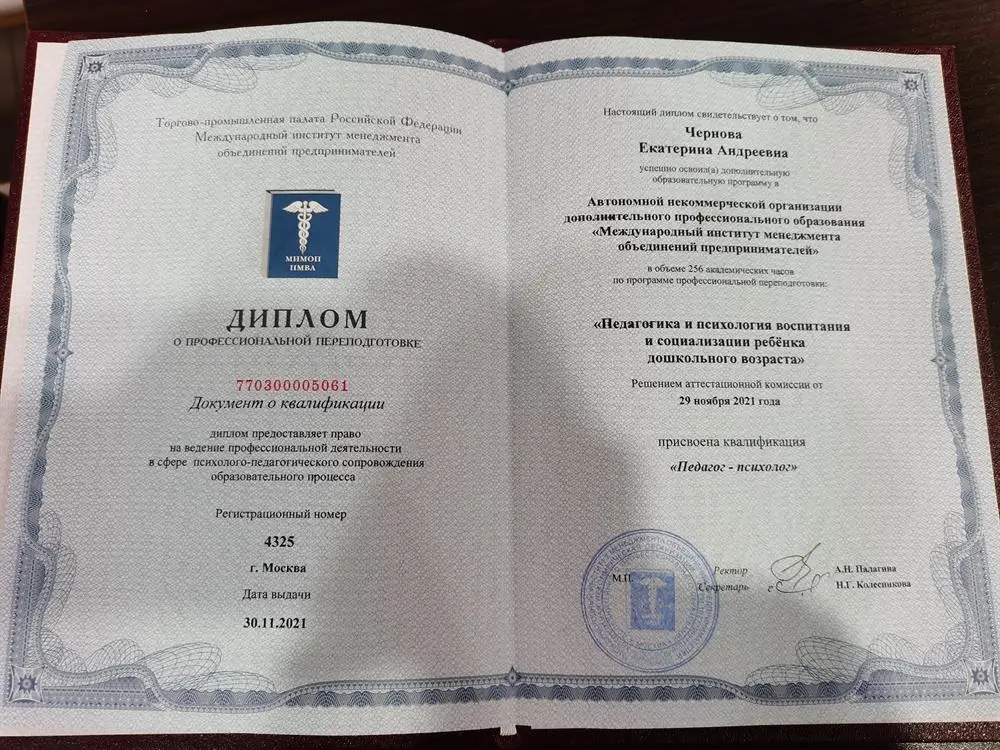 Торгово-промышленная палата Российской Федерации
Международный институт менеджмента
объединений предпринимателей
МИМОП
IIMBA
ДИПЛОМ
О ПРОФЕССИОНАЛЬНОЙ ПЕРЕПОДГОТОВКЕ
770300005061
Документ о квалификации
диплом предоставляет право
на ведение профессиональной деятельности
в сфере психолого-педагогического сопровождения
образовательного процесса
Регистрационный номер
4325
г. Москва
Дата выдачи
30.11.2021
Настоящий диплом свидетельствует о том, что
Чернова
Екатерина Андреевна
успешно освоил(а) дополнительную
образовательную программу в
Автономной некоммерческой организации
дополнительного профессионального образования
«Международный институт менеджмента
объединений предпринимателей»
в объеме 256 академических часов
по программе профессиональной переподготовки:
«Педагогика и психология воспитания
и социализации ребёнка
дошкольного возраста»
Решением аттестационной комиссии от
29 ноября 2021 года
присвоена квалификация
«Педагог - психолог»
М.П.
Ректор
А.Н. Палагина
Секретарь
Н.Г. Колесникова